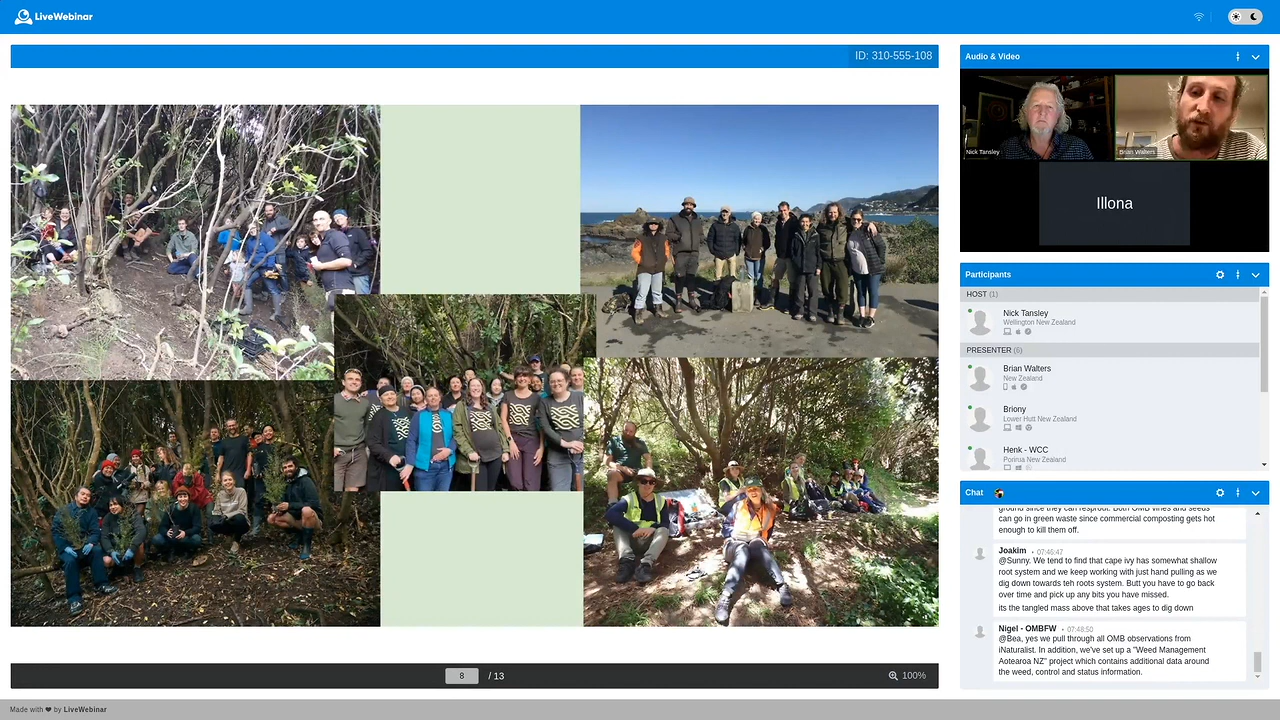 LiveWebinar
ID: 310-555-108
Audio & Video
Nick Tansley
Brian Walters
Illona
Participants
HOST (1)
Nick Tansley
Wellington New Zealand
PRESENTER (6)
Brian Walters
New Zealand
Briony
Lower Hutt New Zealand
Henk - WCC
Porirua New Zealand
Chat
ground since they can resprout. Both OMB vines and seeds
can go in green waste since commercial composting gets hot
enough to kill them off.
Joakim • 07:46:47
@Sunny. We tend to find that cape ivy has somewhat shallow
root system and we keep working with just hand pulling as we
dig down towards teh roots system. Butt you have to go back
over time and pick up any bits you have missed.
its the tangled mass above that takes ages to dig down
Nigel - OMBFW • 07:48:50
@Bea, yes we pull through all OMB observations from
iNaturalist. In addition, we've set up a "Weed Management
Aotearoa NZ" project which contains additional data around
the weed, control and status information.
8 / 13
100%
Made with ❤ by LiveWebinar